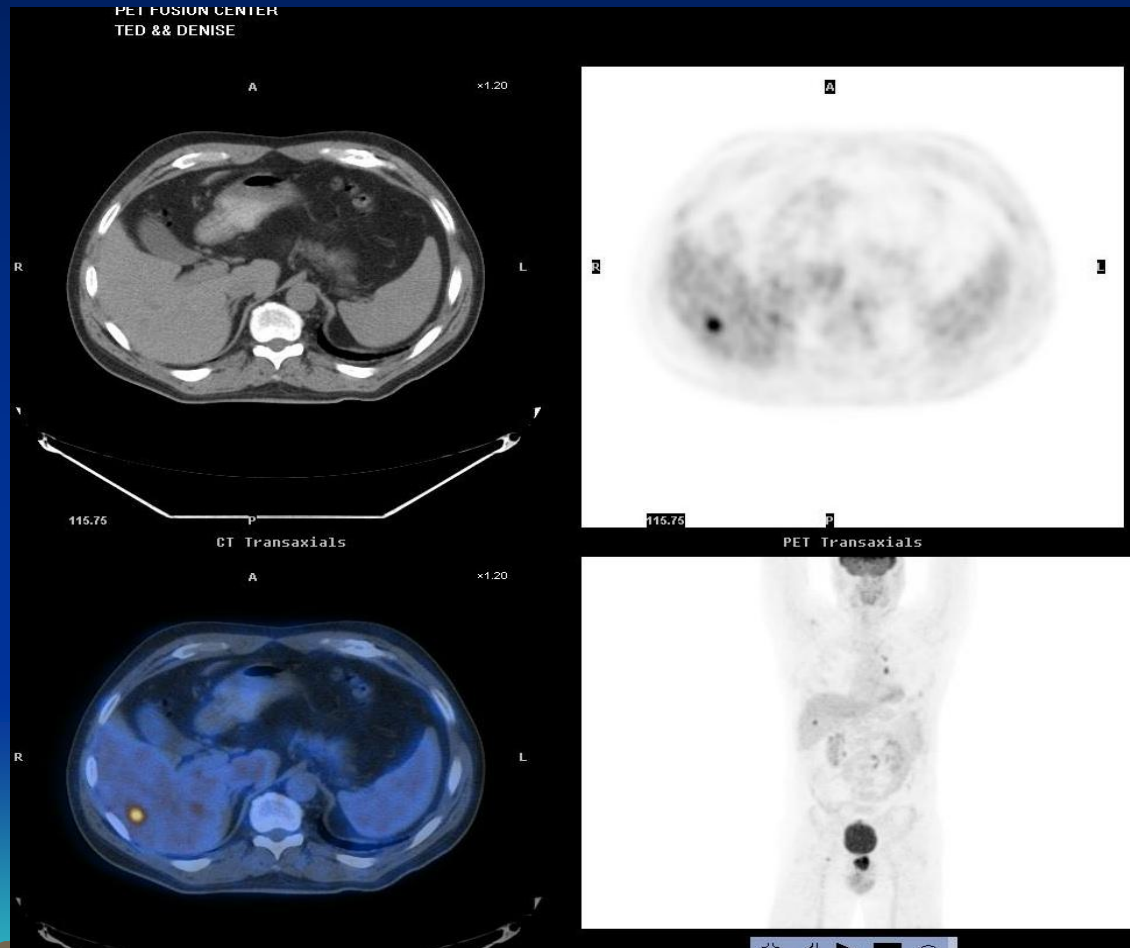 PET FUSION CENTER
TED && DENISE
A
×1.20
A
R
L
R
L
115.75
P
115.75
P
CT Transaxials
PET Transaxials
A
×1.20
R
L